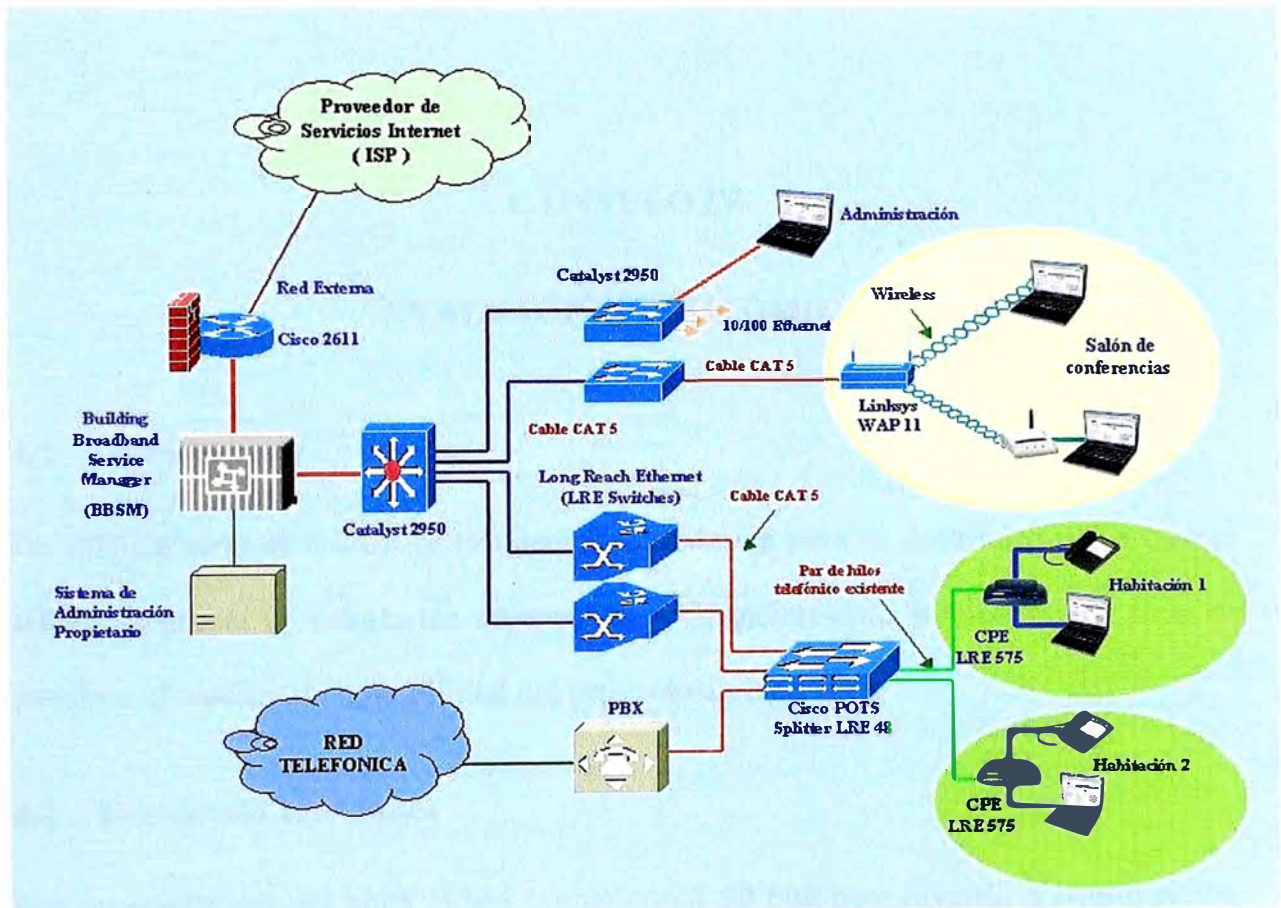 Proveedor de
Servicios Internet
( ISP )
Red Externa
Cisco 2611
Building
Broadband
Service
Manager
(BBSM)
Sistema de
Administración
Propietario
Catalyst 2950
Cable CAT 5
Catalyst 2950
10/100 Ethernet
Administración
Cable CAT 5
Wireless
Linksys
WAP 11
Salón de
conferencias
Long Reach Ethernet
(LRE Switches)
Cable CAT 5
Par de hilos
telefónico existente
Habitación 1
CPE
LRE 575
Cisco POTS
Splitter LRE 48
PBX
RED
TELEFONICA
Habitación 2
CPE
LRE 575